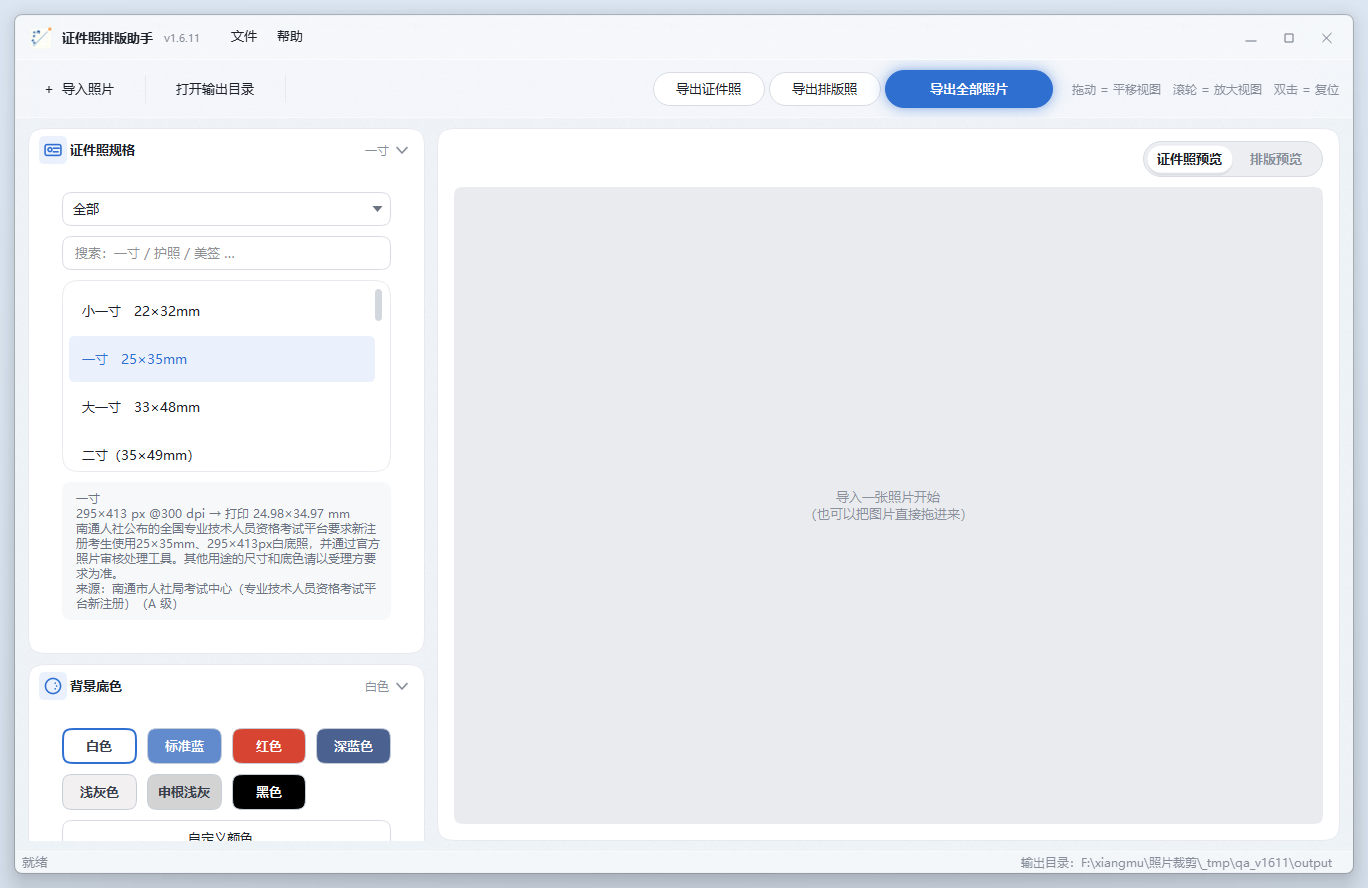 证件照排版助手 v1.6.11 文件 帮助
+ 导入照片 打开输出目录 导出证件照 导出排版照 导出全部照片 拖动 = 平移视图 滚轮 = 放大视图 双击 = 复位
证件照规格 一寸
全部
搜索：一寸 / 护照 / 美签 ...
小一寸 22×32mm
一寸 25×35mm
大一寸 33×48mm
二寸（35×49mm）
一寸
295×413 px @300 dpi → 打印 24.98×34.97 mm
南通人社公布的全国专业技术人员资格考试平台要求新注
册考生使用25×35mm、295×413px白底照，并通过官方
照片审核处理工具。其他用途的尺寸和底色请以受理方要
求为准。
来源：南通市人社局考试中心（专业技术人员资格考试平
台新注册）（A 级）
背景底色 白色
白色 标准蓝 红色 深蓝色
浅灰色 申根浅灰 黑色
自定义颜色
证件照预览 排版预览
导入一张照片开始
（也可以把图片直接拖进来）
就绪 输出目录：F:\xiangmu\照片裁剪\_tmp\qa_v1611\output